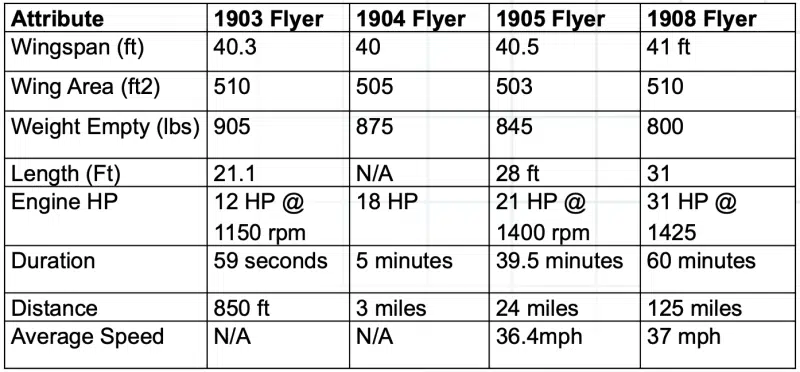 Attribute 1903 Flyer 1904 Flyer 1905 Flyer 1908 Flyer
Wingspan (ft) 40.3 40 40.5 41 ft
Wing Area (ft2) 510 505 503 510
Weight Empty (lbs) 905 875 845 800
Length (Ft) 21.1 N/A 28 ft 31
Engine HP 12 HP @ 18 HP 21 HP @ 31 HP @
1150 rpm 1400 rpm 1425
Duration 59 seconds 5 minutes 39.5 minutes 60 minutes
Distance 850 ft 3 miles 24 miles 125 miles
Average Speed N/A N/A 36.4mph 37 mph